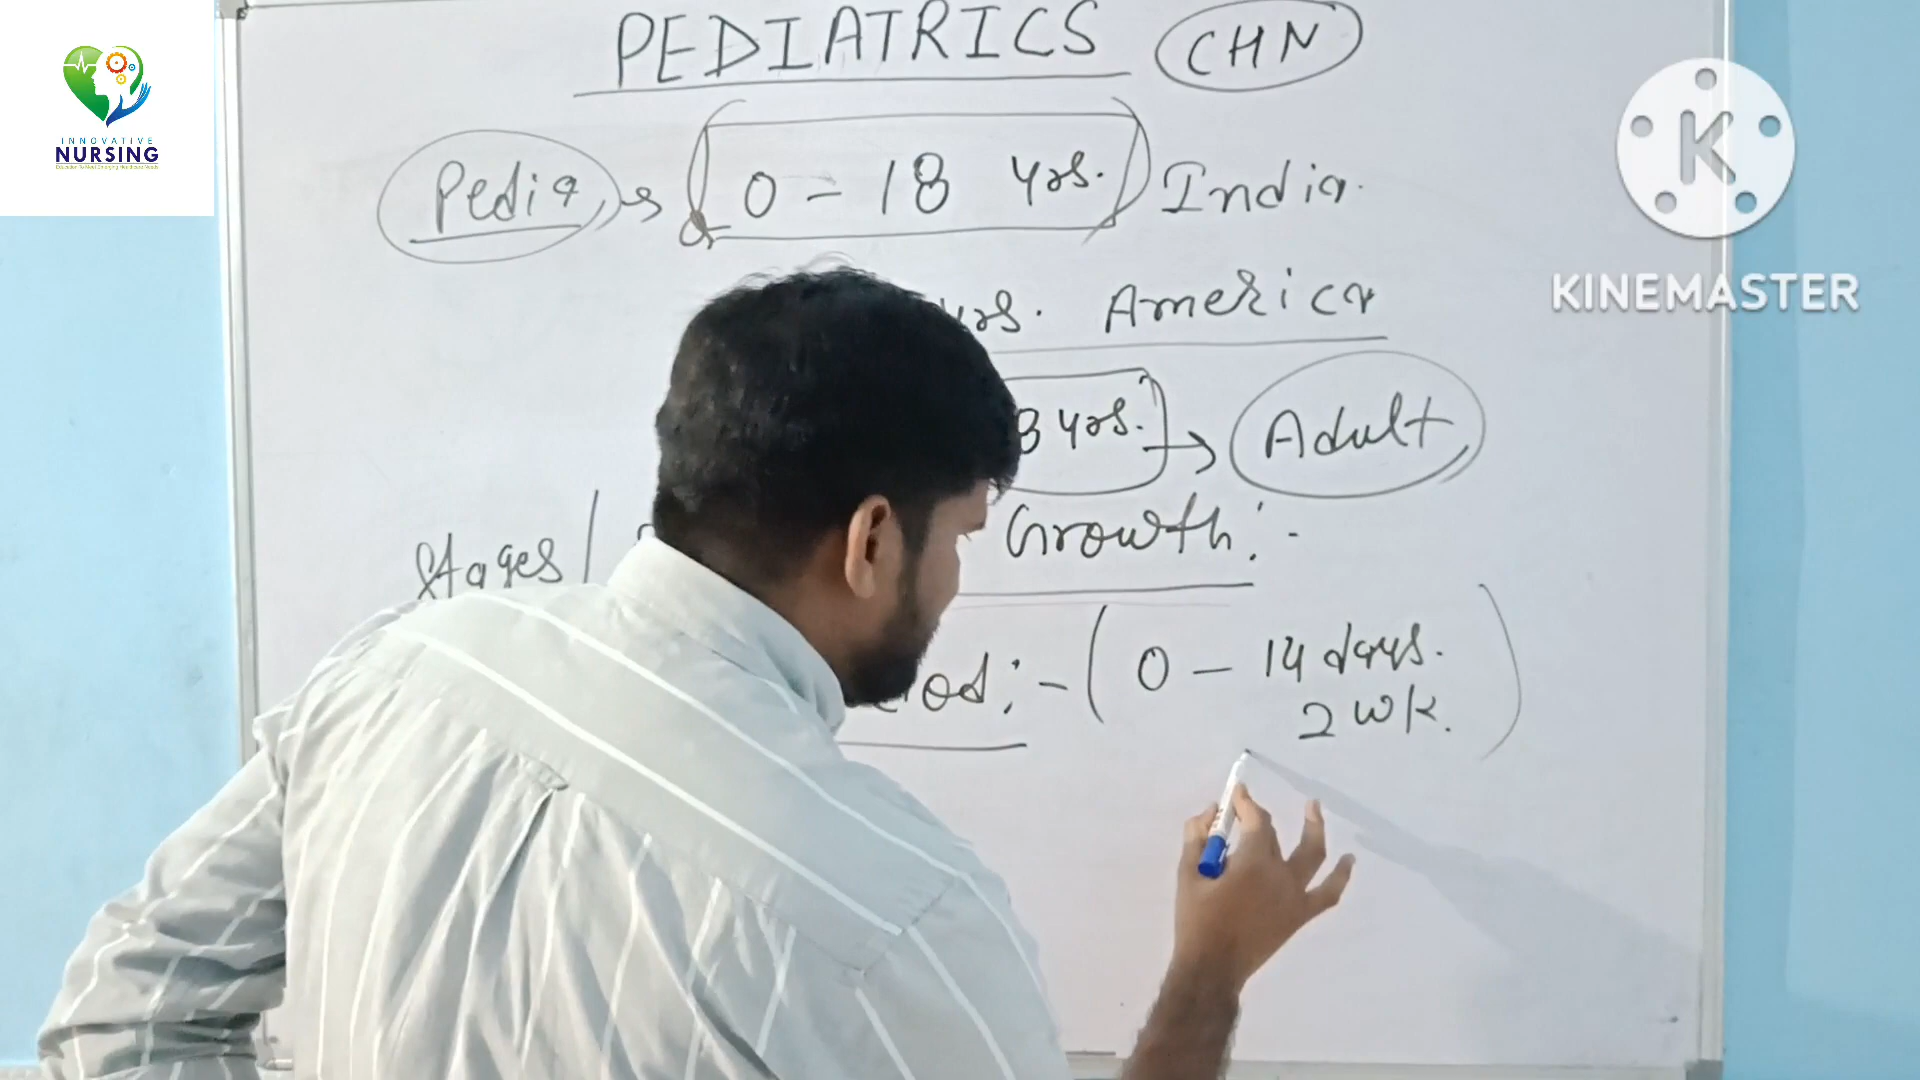 PEDIATRICS CHN
INNOVATIVE
NURSING
Pedia 0 - 18 yrs. India.
KINEMASTER
yrs. America
8 yrs. → Adult
Stages / Growth :-
:- ( 0 - 14 days. )
2 wk.